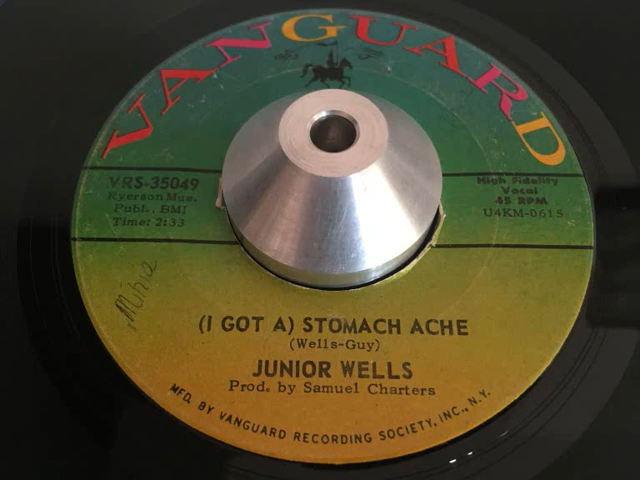 VANGUARD
VRS-35049
Ryerson Mus.
Publ., BMI
Time: 2:33
High Fidelity
Vocal
45 RPM
U4KM-0615
(I GOT A) STOMACH ACHE
(Wells-Guy)
JUNIOR WELLS
Prod. by Samuel Charters
MFD. BY VANGUARD RECORDING SOCIETY, INC., N.Y.